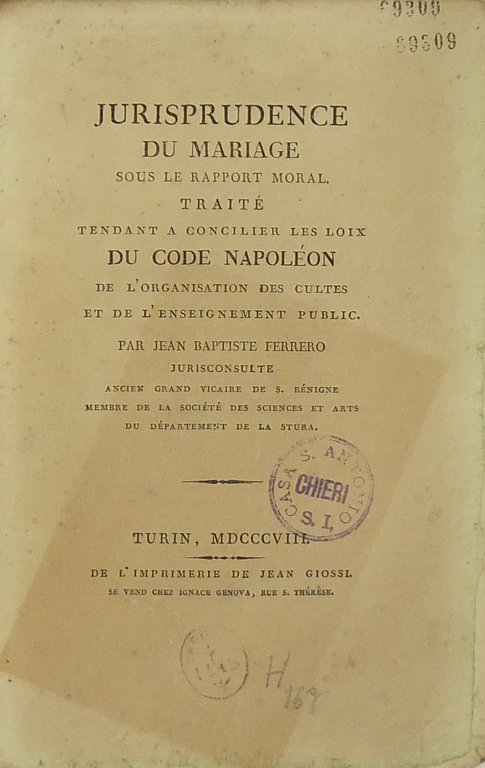 69309
JURISPRUDENCE
DU MARIAGE
SOUS LE RAPPORT MORAL.
TRAITÉ
TENDANT A CONCILIER LES LOIX
DU CODE NAPOLÉON
DE L'ORGANISATION DES CULTES
ET DE L'ENSEIGNEMENT PUBLIC.
PAR JEAN BAPTISTE FERRERO
JURISCONSULTE
ANCIEN GRAND VICAIRE DE S. BÉNIGNE
MEMBRE DE LA SOCIÉTÉ DES SCIENCES ET ARTS
DU DÉPARTEMENT DE LA STURA.
CASA S. ANTONIO
CHIERI
S. I.
TURIN, MDCCCVIII.
DE L'IMPRIMERIE DE JEAN GIOSSI.
SE VEND CHEZ IGNACE GENOVA, RUE S. THÉRÈSE.
H
169